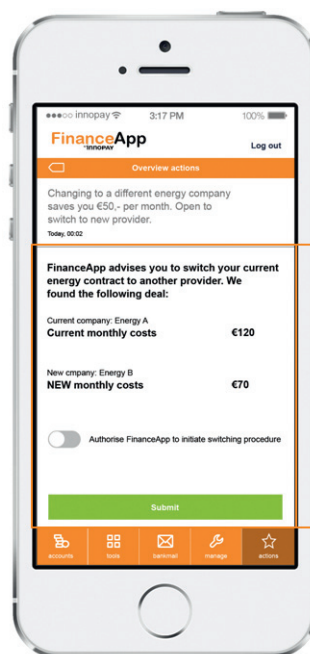 innopay 3:17 PM 100%
FinanceApp
BY INNOPAY
Log out
Overview actions
Changing to a different energy company
saves you €50,- per month. Open to
switch to new provider.
Today, 00:02
FinanceApp advises you to switch your current
energy contract to another provider. We
found the following deal:
Current company: Energy A
Current monthly costs €120
New cmpany: Energy B
NEW monthly costs €70
Authorise FinanceApp to initiate switching procedure
Submit
accounts tools bankmail manage actions